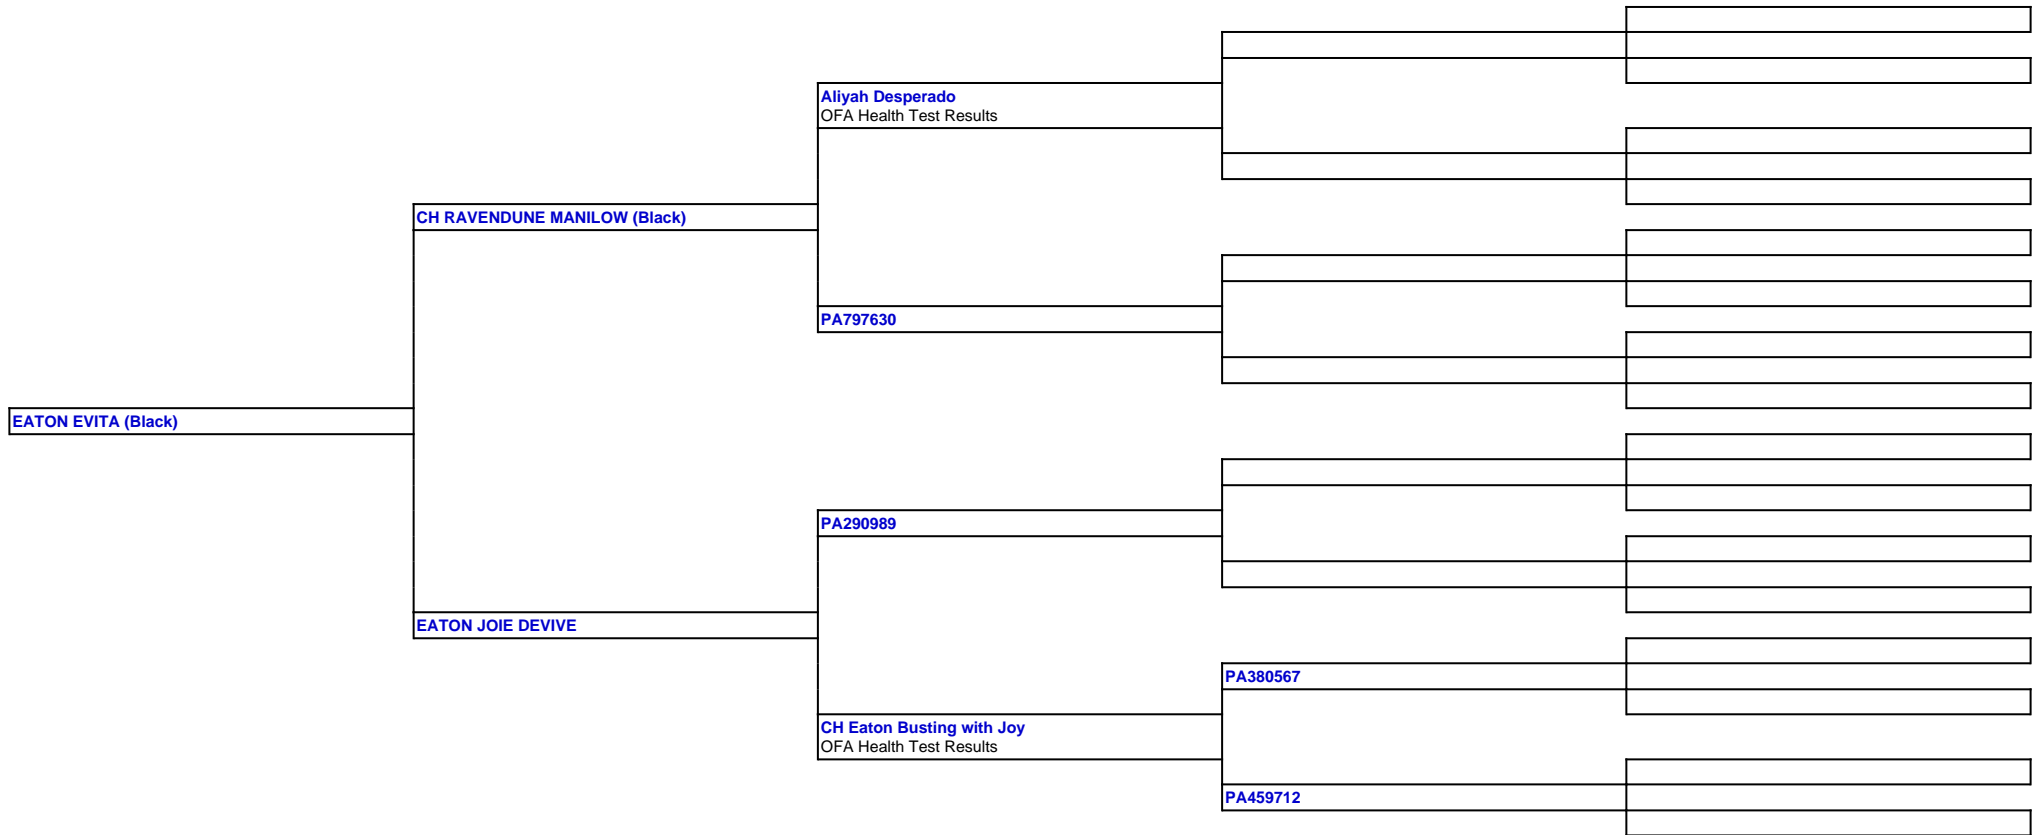 Aliyah Desperado
OFA Health Test Results
CH RAVENDUNE MANILOW (Black)
PA797630
EATON EVITA (Black)
PA290989
EATON JOIE DEVIVE
PA380567
CH Eaton Busting with Joy
OFA Health Test Results
PA459712